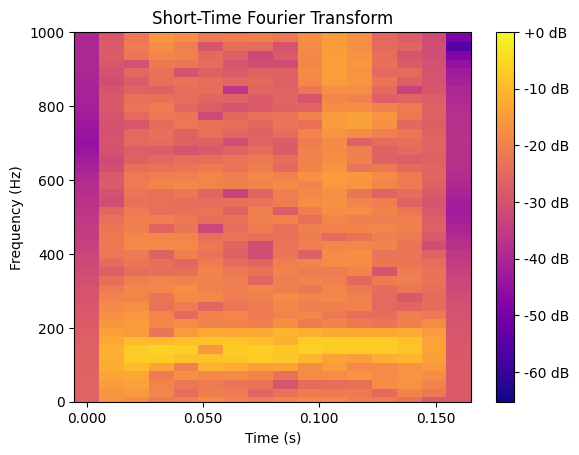 Short-Time Fourier Transform
Frequency (Hz)
1000
800
600
400
200
0
0.000
0.050
0.100
0.150
Time (s)
+0 dB
-10 dB
-20 dB
-30 dB
-40 dB
-50 dB
-60 dB